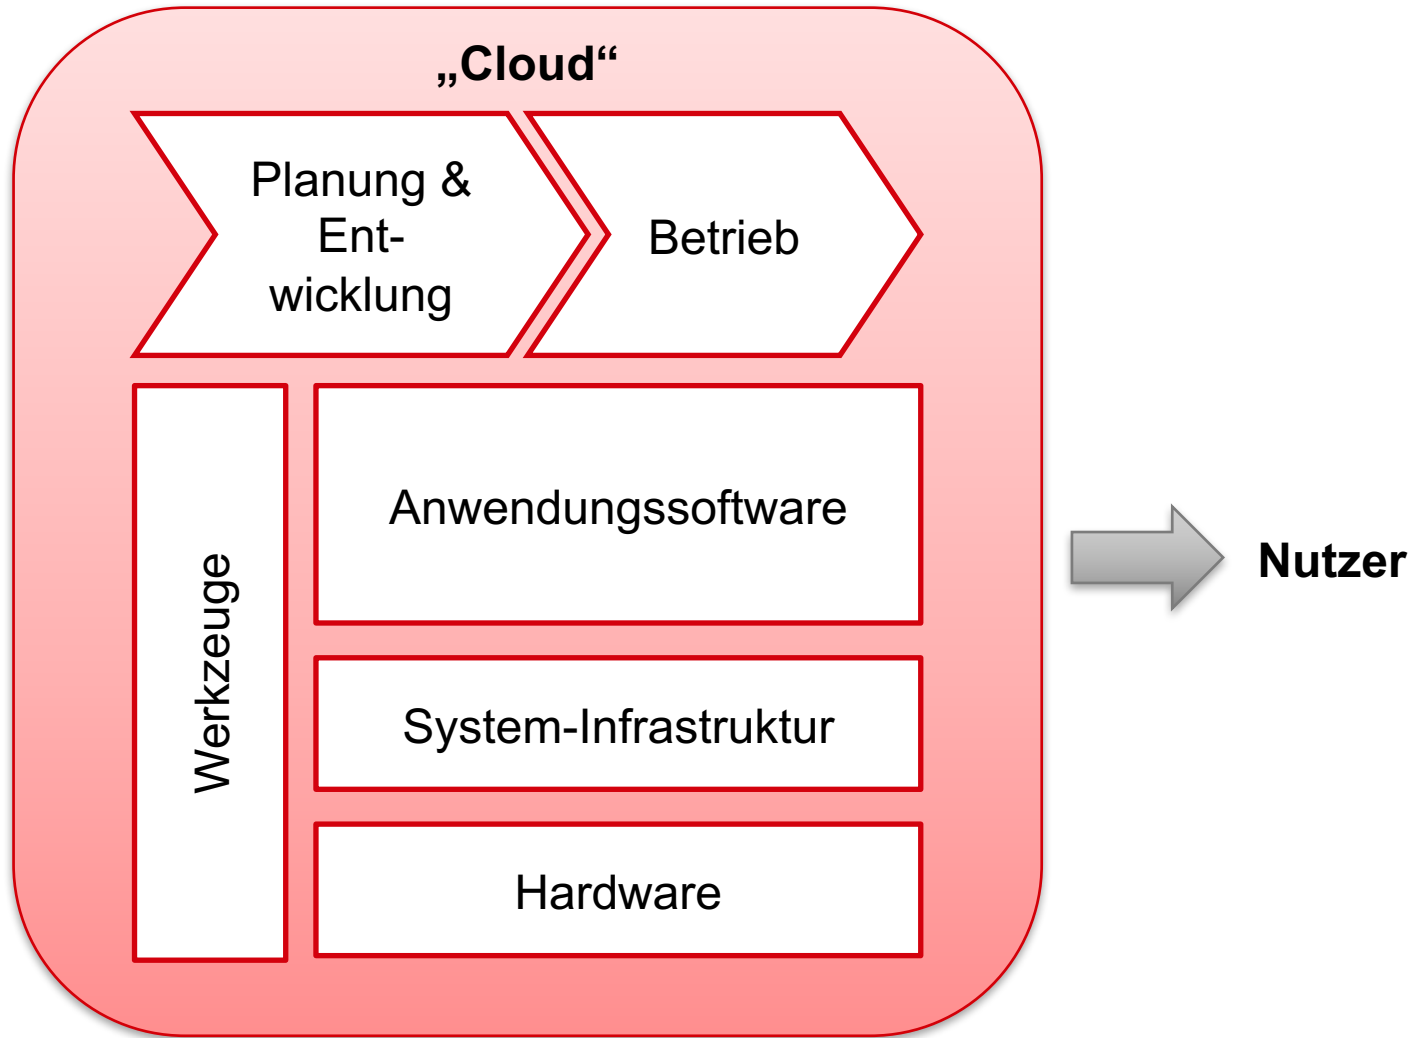 „Cloud“
Planung &
Ent-
wicklung
Betrieb
Werkzeuge
Anwendungssoftware
System-Infrastruktur
Hardware
Nutzer